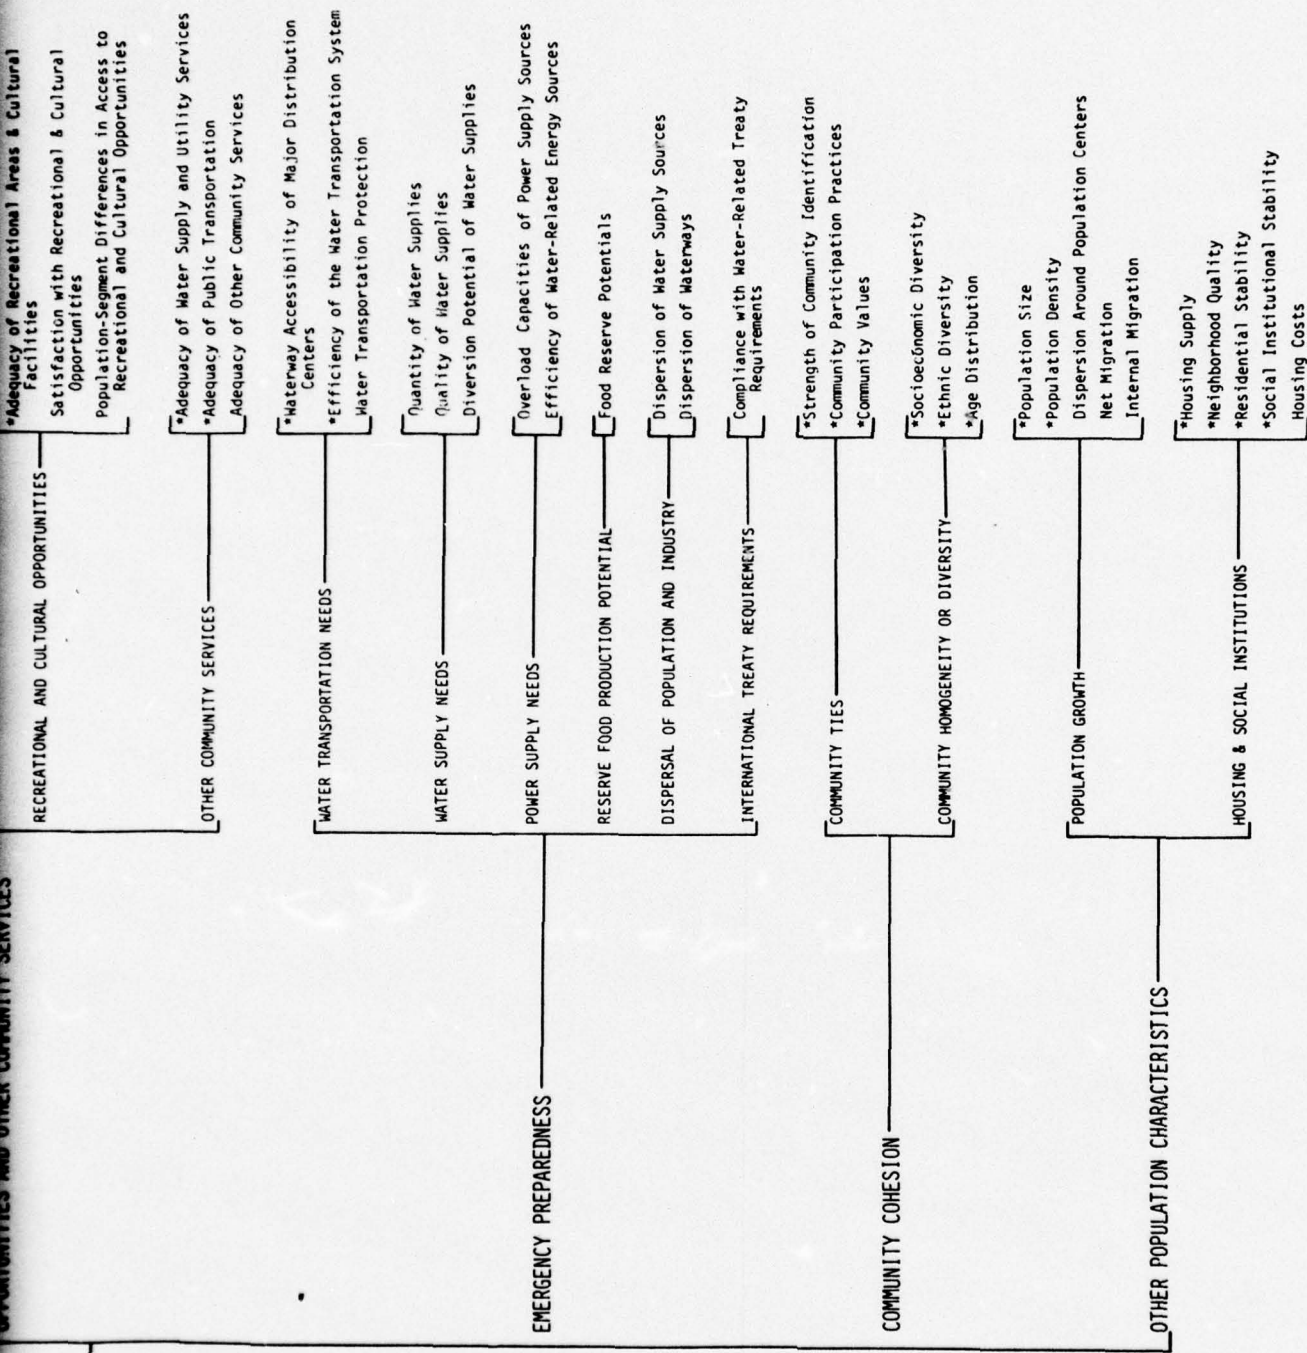 OPPORTUNITIES AND OTHER COMMUNITY SERVICES
RECREATIONAL AND CULTURAL OPPORTUNITIES
*Adequacy of Recreational Areas & Cultural
Facilities
Satisfaction with Recreational & Cultural
Opportunities
Population-Segment Differences in Access to
Recreational and Cultural Opportunities
OTHER COMMUNITY SERVICES
*Adequacy of Water Supply and Utility Services
*Adequacy of Public Transportation
Adequacy of Other Community Services
EMERGENCY PREPAREDNESS
WATER TRANSPORTATION NEEDS
*Waterway Accessibility of Major Distribution
Centers
*Efficiency of the Water Transportation System
Water Transportation Protection
WATER SUPPLY NEEDS
Quantity of Water Supplies
Quality of Water Supplies
Diversion Potential of Water Supplies
POWER SUPPLY NEEDS
Overload Capacities of Power Supply Sources
Efficiency of Water-Related Energy Sources
RESERVE FOOD PRODUCTION POTENTIAL
Food Reserve Potentials
DISPERSAL OF POPULATION AND INDUSTRY
Dispersion of Water Supply Sources
Dispersion of Waterways
INTERNATIONAL TREATY REQUIREMENTS
Compliance with Water-Related Treaty
Requirements
COMMUNITY COHESION
COMMUNITY TIES
*Strength of Community Identification
*Community Participation Practices
*Community Values
COMMUNITY HOMOGENEITY OR DIVERSITY
*Socioeconomic Diversity
*Ethnic Diversity
*Age Distribution
OTHER POPULATION CHARACTERISTICS
POPULATION GROWTH
*Population Size
*Population Density
Dispersion Around Population Centers
Net Migration
Internal Migration
HOUSING & SOCIAL INSTITUTIONS
*Housing Supply
*Neighborhood Quality
*Residential Stability
*Social Institutional Stability
Housing Costs